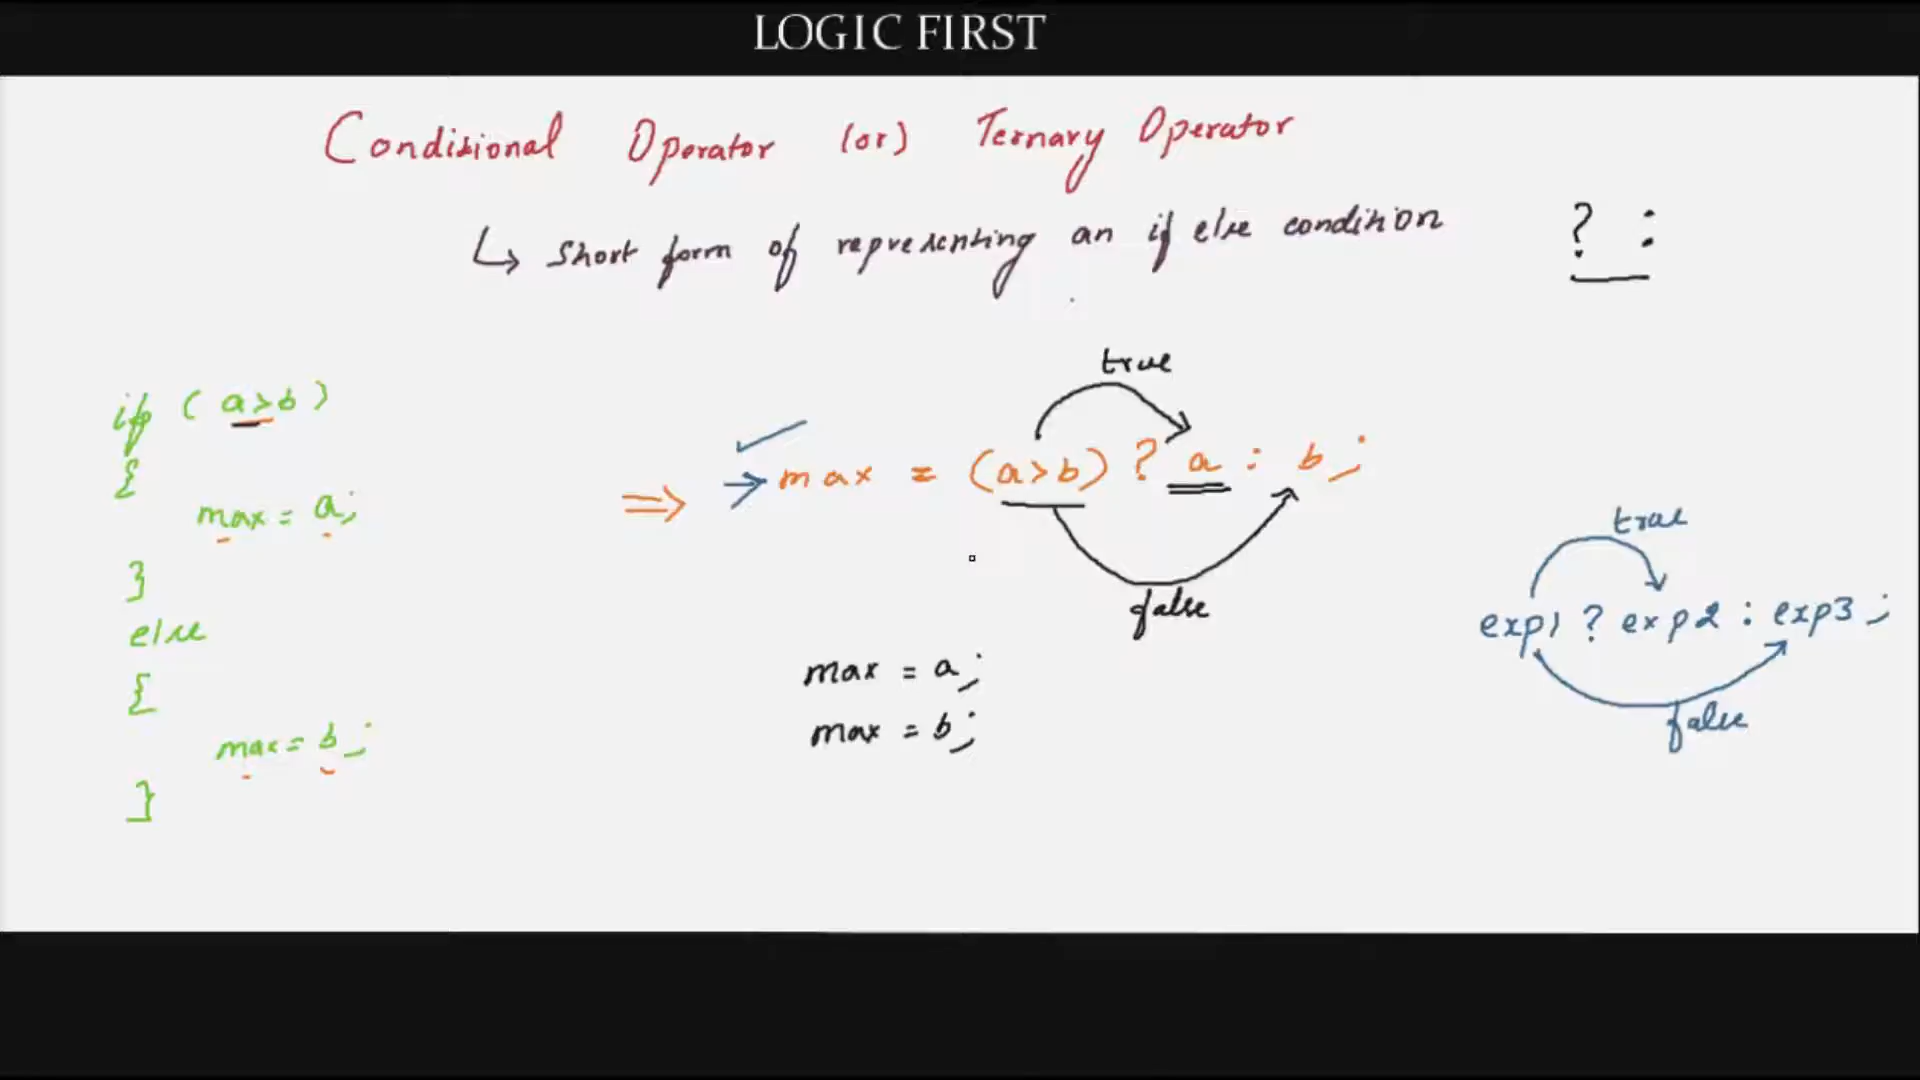 LOGIC FIRST
Conditional Operator (or) Ternary Operator
↳ Short form of representing an if else condition ? :
if (a>b)
{
max = a;
}
else
{
max = b;
}
true
⇒ → max = (a>b) ? a : b ;
false
max = a;
max = b;
true
exp1 ? exp2 : exp3 ;
false